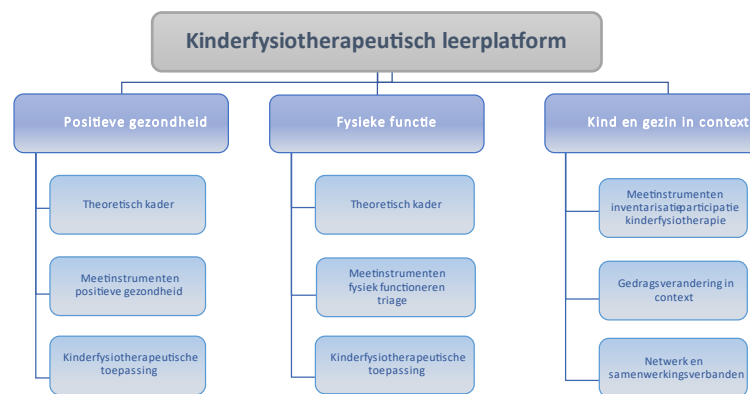 Kinderfysiotherapeutisch leerplatform
Positieve gezondheid
Theoretisch kader
Meetinstrumenten
positieve gezondheid
Kinderfysiotherapeutische
toepassing
Fysieke functie
Theoretisch kader
Meetinstrumenten
fysiek functioneren
triage
Kinderfysiotherapeutische
toepassing
Kind en gezin in context
Meetinstrumenten
inventarisatie participatie
kinderfysiotherapie
Gedragsverandering in
context
Netwerk en
samenwerkingsverbanden